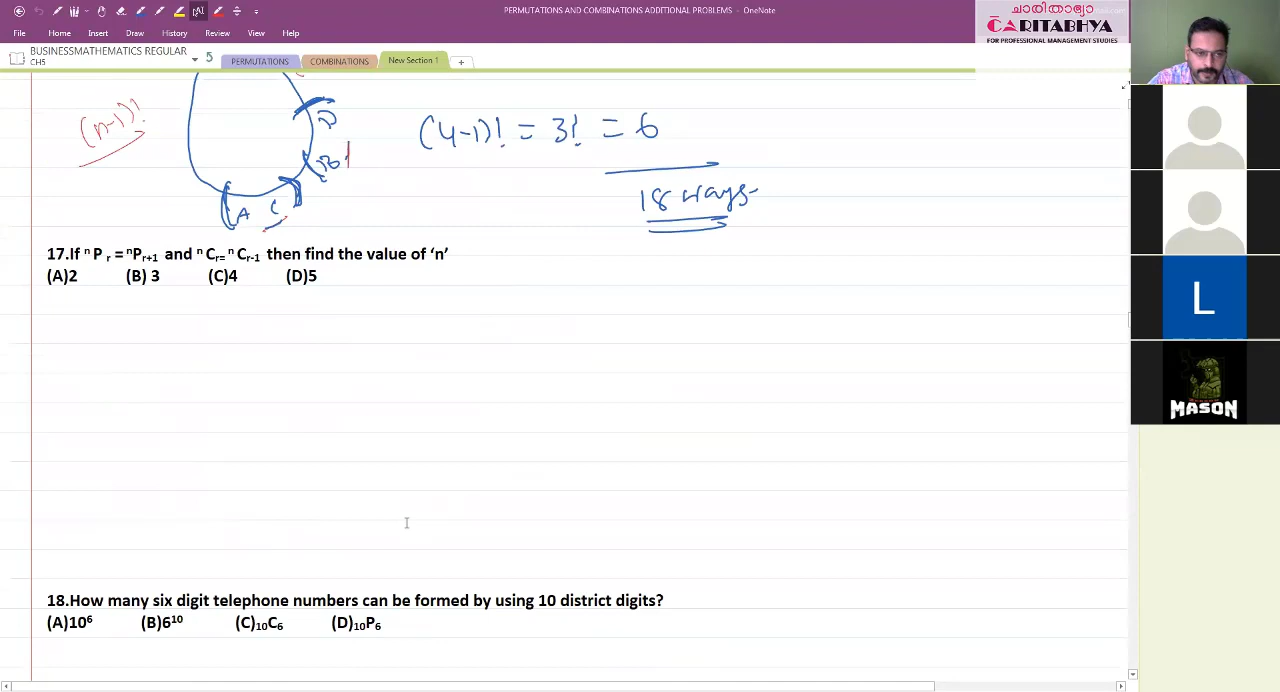 PERMUTATIONS AND COMBINATIONS ADDITIONAL PROBLEMS - OneNote
ചാരിതാഭ്യാ
CARITABHYA
FOR PROFESSIONAL MANAGEMENT STUDIES
File Home Insert Draw History Review View Help
BUSINESSMATHEMATICS REGULAR
CH5
5
PERMUTATIONS COMBINATIONS New Section 1 +
(n-1)!
D
B
A C
(4-1)! = 3! = 6
18 ways
17.If ⁿ P ᵣ = ⁿPᵣ₊₁ and ⁿ Cᵣ₌ ⁿ Cᵣ₋₁ then find the value of ‘n’
(A)2 (B) 3 (C)4 (D)5
18.How many six digit telephone numbers can be formed by using 10 district digits?
(A)10⁶ (B)6¹⁰ (C)₁₀C₆ (D)₁₀P₆
L
MASON